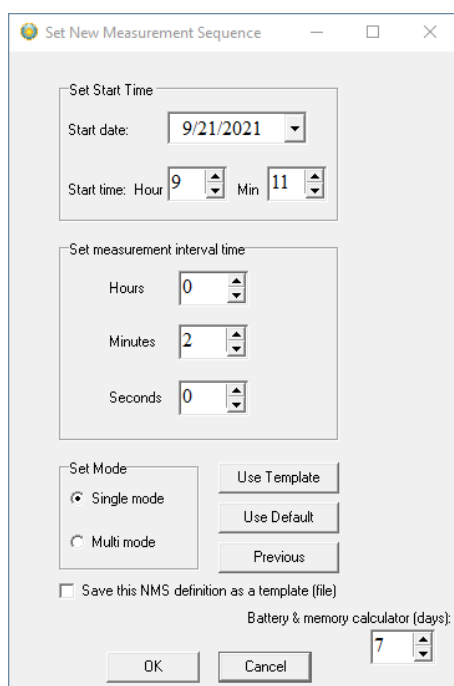 Set New Measurement Sequence
Set Start Time
Start date: 9/21/2021
Start time: Hour 9 Min 11
Set measurement interval time
Hours 0
Minutes 2
Seconds 0
Set Mode
Single mode
Multi mode
Use Template
Use Default
Previous
Save this NMS definition as a template (file)
Battery & memory calculator (days):
7
OK Cancel